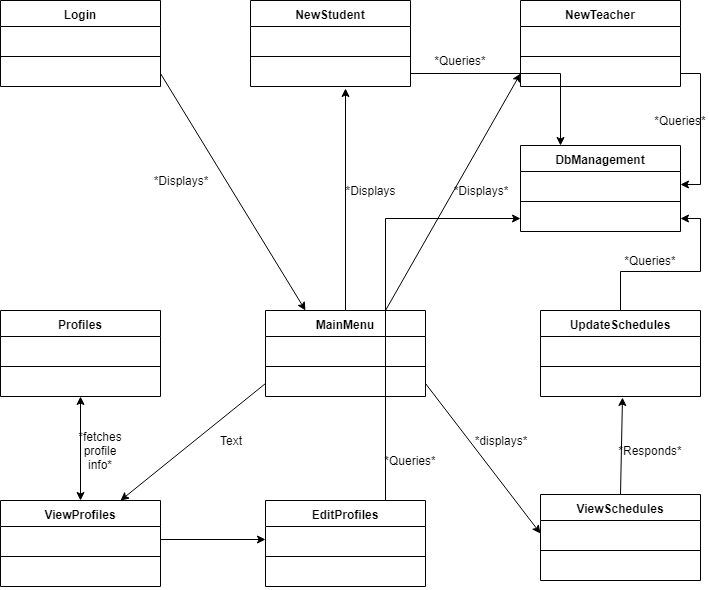 Login
NewStudent
NewTeacher
*Queries*
*Queries*
DbManagement
*Displays*
*Displays
*Displays*
*Queries*
Profiles
MainMenu
UpdateSchedules
*fetches
profile
info*
Text
*displays*
*Queries*
*Responds*
ViewProfiles
EditProfiles
ViewSchedules